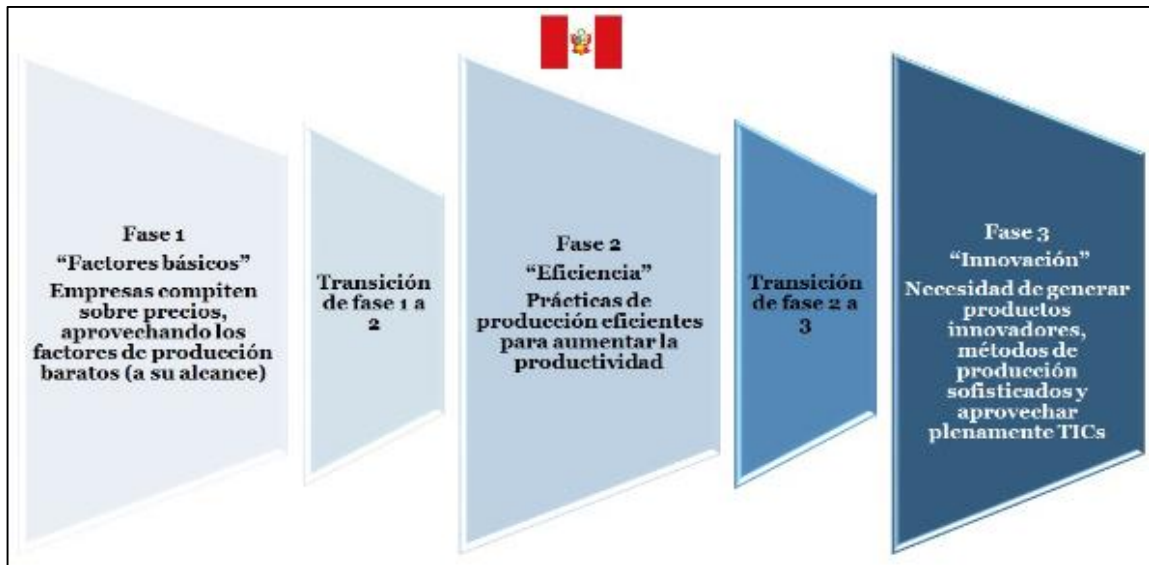 Fase 1
“Factores básicos”
Empresas compiten
sobre precios,
aprovechando los
factores de producción
baratos (a su alcance)
Transición
de fase 1 a
2
Fase 2
“Eficiencia”
Prácticas de
producción eficientes
para aumentar la
productividad
Transición
de fase 2 a
3
Fase 3
“Innovación”
Necesidad de generar
productos
innovadores,
métodos de
producción
sofisticados y
aprovechar
plenamente TICs